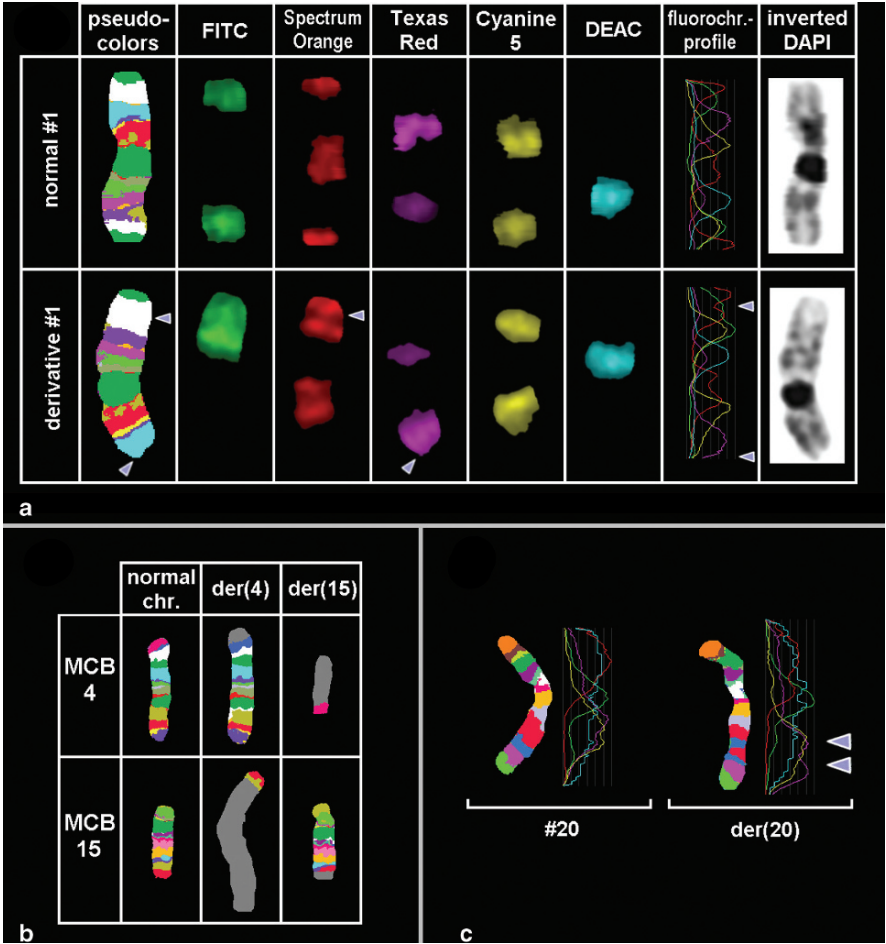 pseudo-
colors
FITC
Spectrum
Orange
Texas
Red
Cyanine
5
DEAC
fluorochr.-
profile
inverted
DAPI
normal #1
derivative #1
a
normal
chr.
der(4)
der(15)
MCB
4
MCB
15
b
#20
der(20)
c